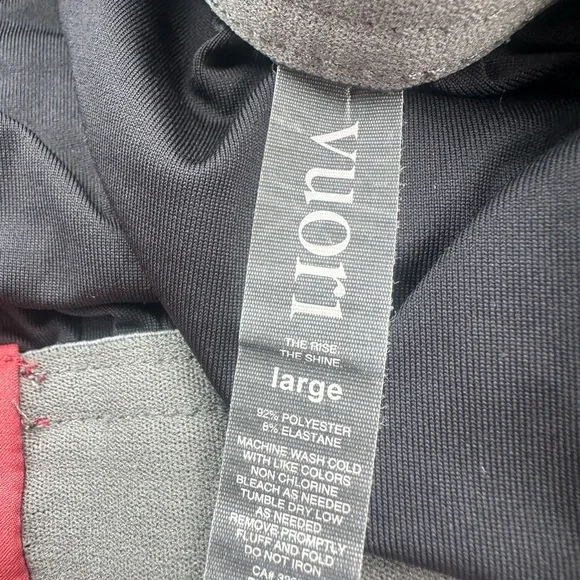 vuori
THE RISE
THE SHINE
large
92% POLYESTER
8% ELASTANE
MACHINE WASH COLD
WITH LIKE COLORS
NON CHLORINE
BLEACH AS NEEDED
TUMBLE DRY LOW
AS NEEDED
REMOVE PROMPTLY
FLUFF AND FOLD
DO NOT IRON
CA#